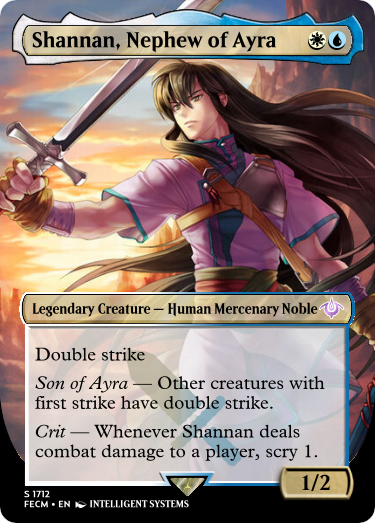 Shannan, Nephew of Ayra
Legendary Creature — Human Mercenary Noble
Double strike
Son of Ayra — Other creatures with
first strike have double strike.
Crit — Whenever Shannan deals
combat damage to a player, scry 1.
1/2
S 1712
FECM • EN INTELLIGENT SYSTEMS